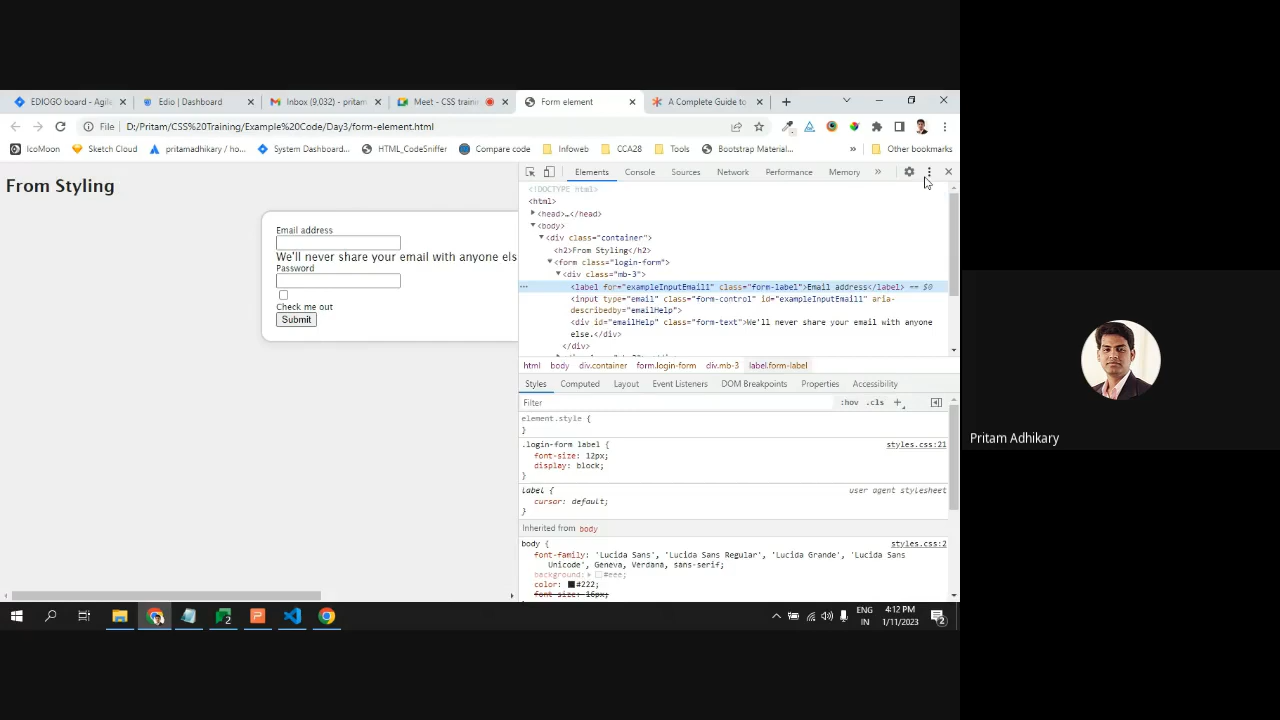 EDIOGO board - Agile
Edio | Dashboard
Inbox (9,032) - pritam
Meet - CSS trainin
Form element
A Complete Guide to
File
D:/Pritam/CSS%20Training/Example%20Code/Day3/form-element.html
IcoMoon
Sketch Cloud
pritamadhikary / ho...
System Dashboard...
HTML_CodeSniffer
Compare code
Infoweb
CCA28
Tools
Bootstrap Material...
»
Other bookmarks
From Styling
Email address
We'll never share your email with anyone els
Password
Check me out
Submit
Elements
Console
Sources
Network
Performance
Memory
»
<!DOCTYPE html>
<html>
<head>…</head>
<body>
<div class="container">
<h2>From Styling</h2>
<form class="login-form">
<div class="mb-3">
<label for="exampleInputEmail1" class="form-label">Email address</label> == $0
<input type="email" class="form-control" id="exampleInputEmail1" aria-
describedby="emailHelp">
<div id="emailHelp" class="form-text">We'll never share your email with anyone
else.</div>
</div>
html
body
div.container
form.login-form
div.mb-3
label.form-label
Styles
Computed
Layout
Event Listeners
DOM Breakpoints
Properties
Accessibility
Filter
:hov
.cls
+
element.style {
}
.login-form label {
styles.css:21
font-size: 12px;
display: block;
}
label {
user agent stylesheet
cursor: default;
}
Inherited from body
body {
styles.css:2
font-family: 'Lucida Sans', 'Lucida Sans Regular', 'Lucida Grande', 'Lucida Sans
Unicode', Geneva, Verdana, sans-serif;
background: #eee;
color: #222;
font-size: 16px;
ENG
IN
4:12 PM
1/11/2023
2
Pritam Adhikary